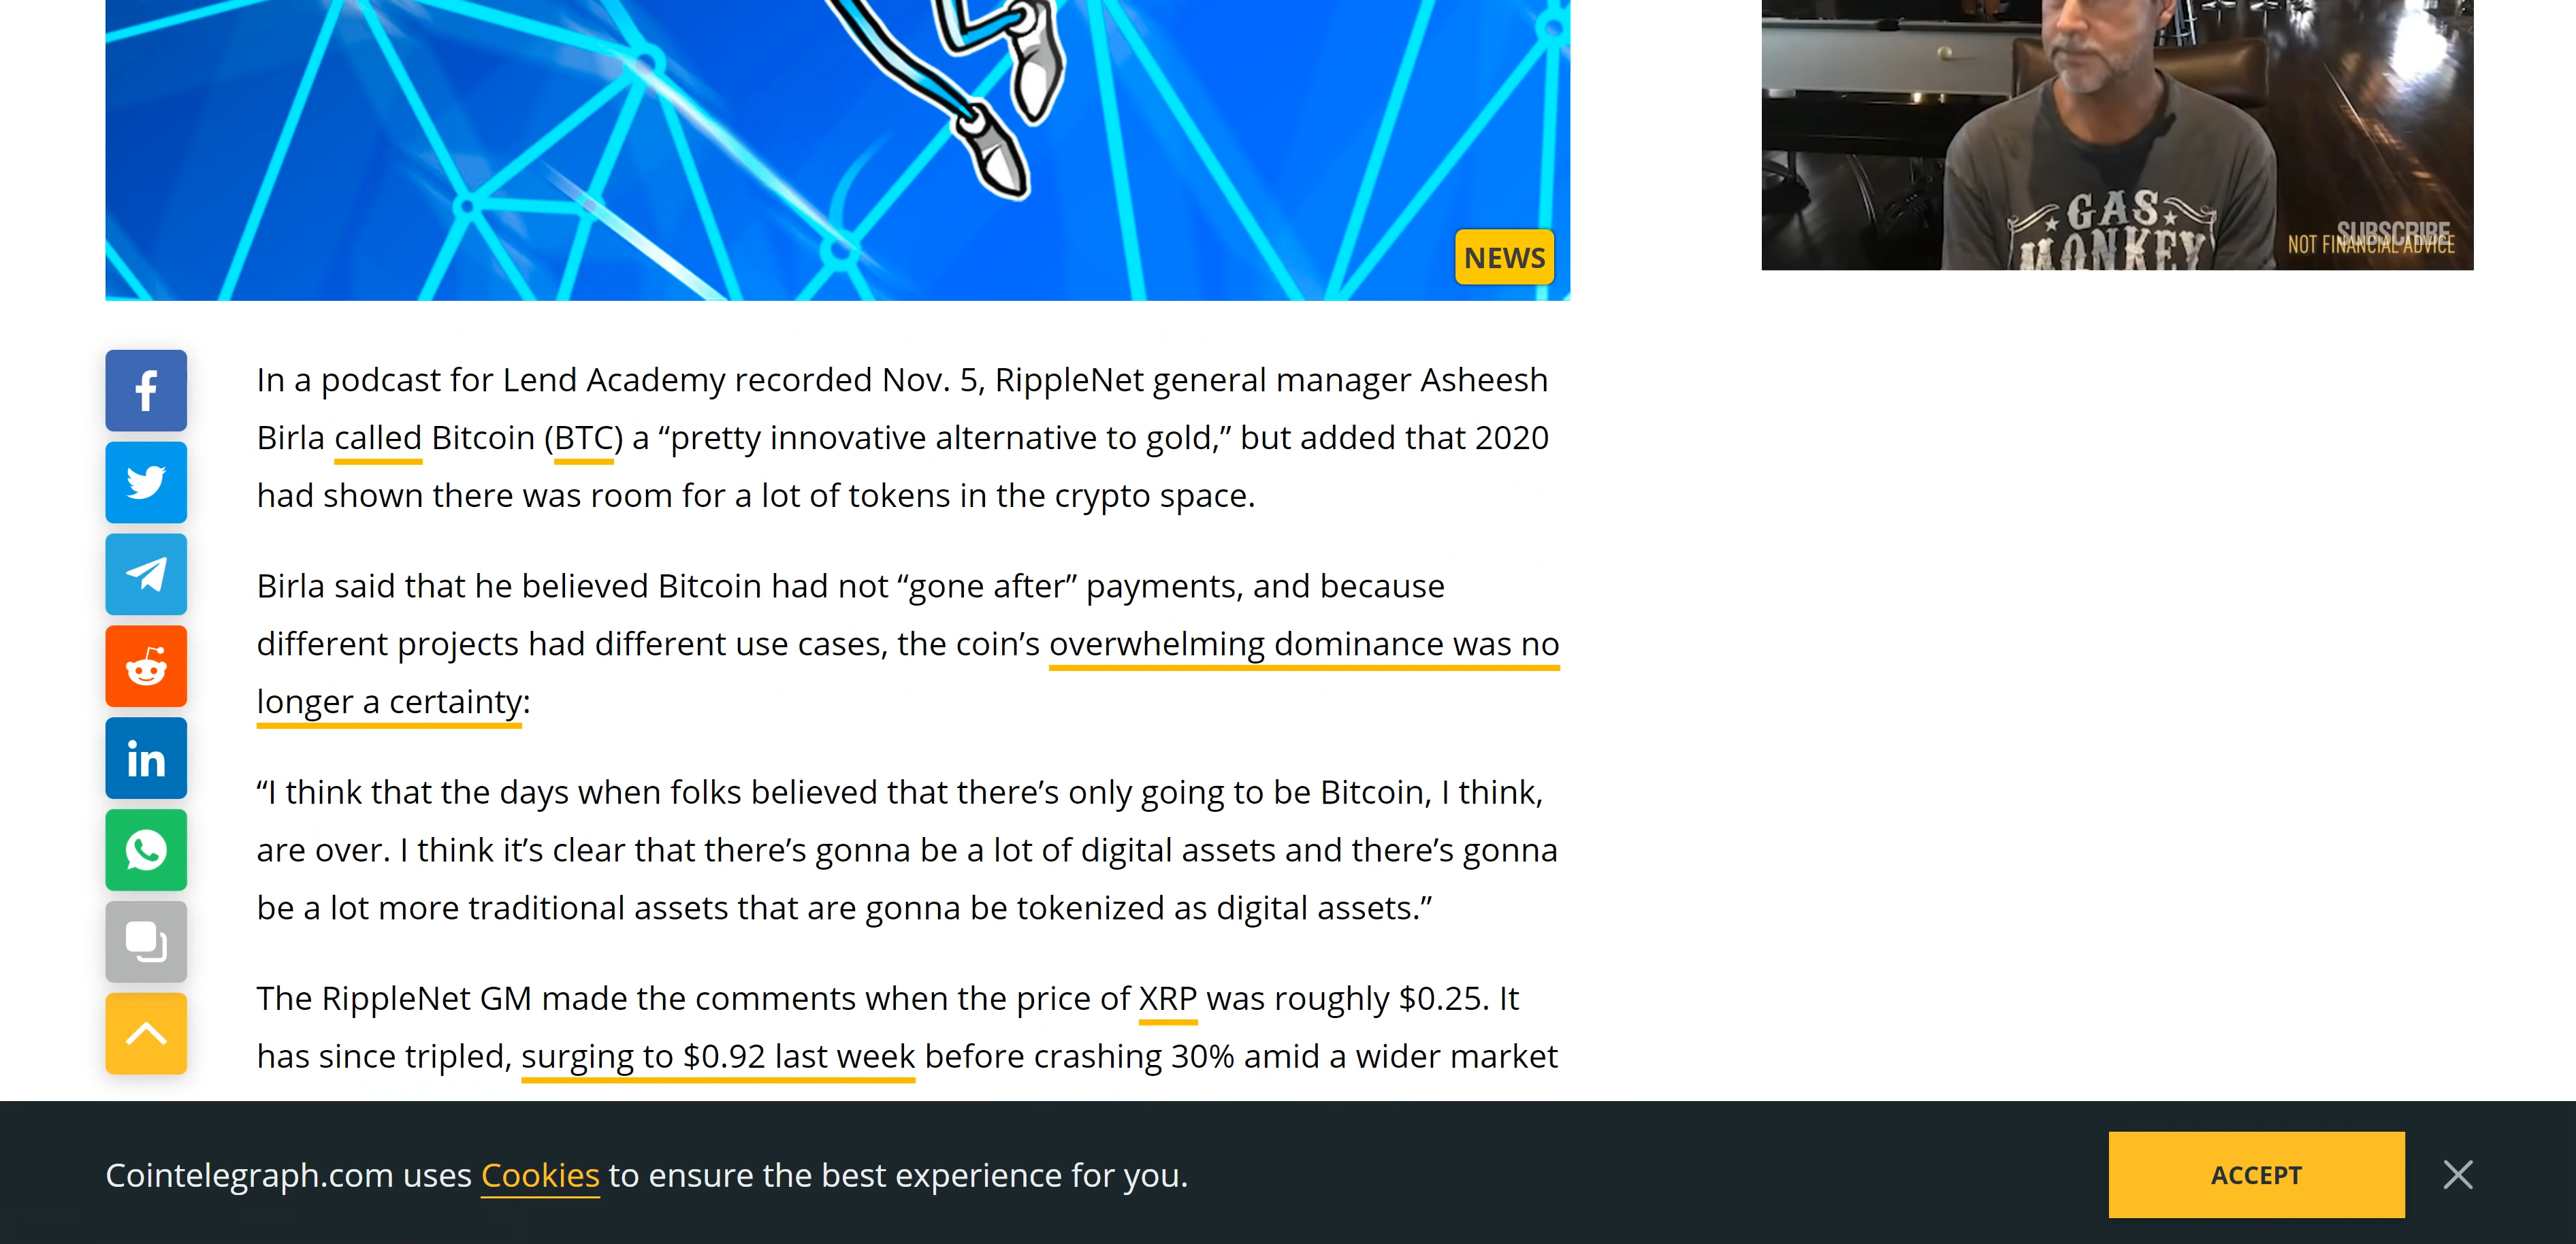 NEWS
GAS
MONKEY
SUBSCRIBE
NOT FINANCIAL ADVICE
In a podcast for Lend Academy recorded Nov. 5, RippleNet general manager Asheesh
Birla called Bitcoin (BTC) a “pretty innovative alternative to gold,” but added that 2020
had shown there was room for a lot of tokens in the crypto space.
Birla said that he believed Bitcoin had not “gone after” payments, and because
different projects had different use cases, the coin’s overwhelming dominance was no
longer a certainty:
“I think that the days when folks believed that there’s only going to be Bitcoin, I think,
are over. I think it’s clear that there’s gonna be a lot of digital assets and there’s gonna
be a lot more traditional assets that are gonna be tokenized as digital assets.”
The RippleNet GM made the comments when the price of XRP was roughly $0.25. It
has since tripled, surging to $0.92 last week before crashing 30% amid a wider market
Cointelegraph.com uses Cookies to ensure the best experience for you.
ACCEPT